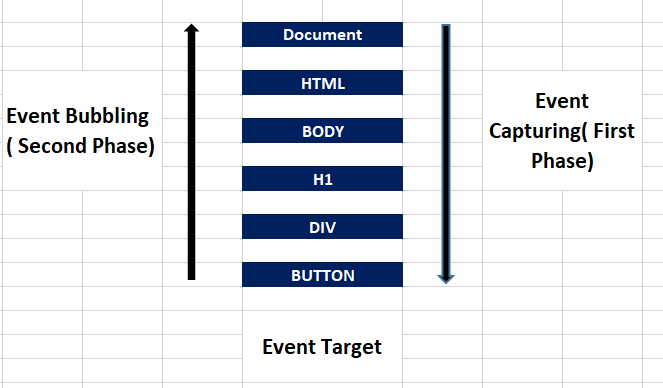 Document
HTML
Event Bubbling
( Second Phase)
BODY
H1
DIV
BUTTON
Event
Capturing( First
Phase)
Event Target